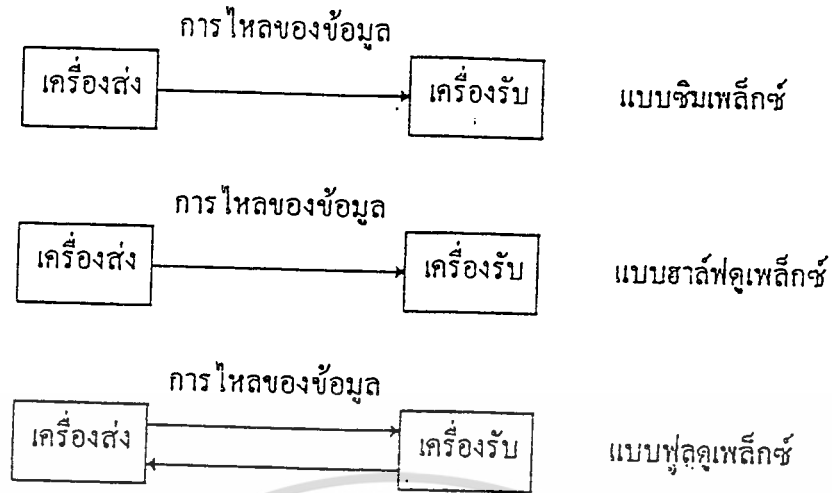 การไหลของข้อมูล
เครื่องส่ง เครื่องรับ แบบซิมเพล็กซ์
การไหลของข้อมูล
เครื่องส่ง เครื่องรับ แบบฮาล์ฟดูเพล็กซ์
การไหลของข้อมูล
เครื่องส่ง เครื่องรับ แบบฟูลดูเพล็กซ์